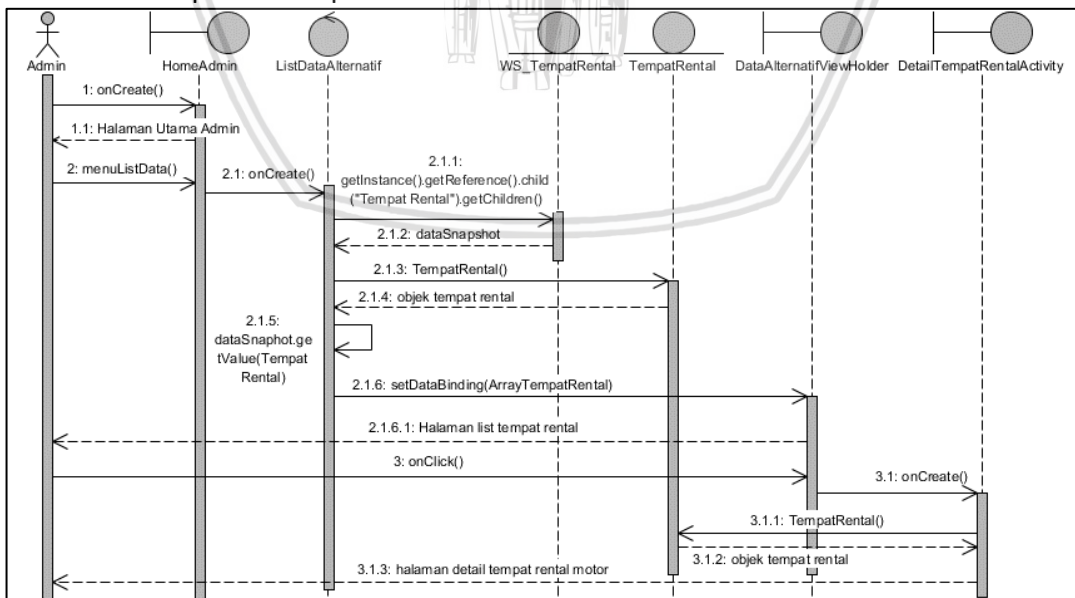 Admin
HomeAdmin
ListDataAlternatif
WS_TempatRental
TempatRental
DataAlternatifViewHolder
DetailTempatRentalActivity
1: onCreate()
1.1: Halaman Utama Admin
2: menuListData()
2.1: onCreate()
2.1.1:
getInstance().getReference().child
("Tempat Rental").getChildren()
2.1.2: dataSnapshot
2.1.3: TempatRental()
2.1.4: objek tempat rental
2.1.5:
dataSnaphot.ge
tValue(Tempat
Rental)
2.1.6: setDataBinding(ArrayTempatRental)
2.1.6.1: Halaman list tempat rental
3: onClick()
3.1: onCreate()
3.1.1: TempatRental()
3.1.2: objek tempat rental
3.1.3: halaman detail tempat rental motor